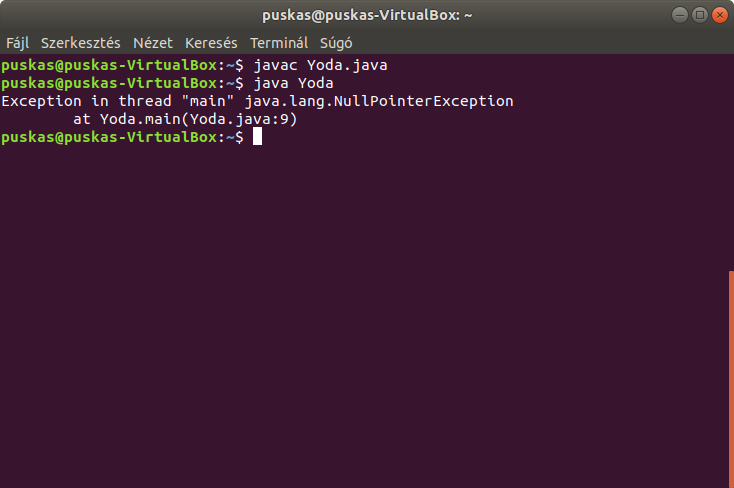 puskas@puskas-VirtualBox: ~
Fájl Szerkesztés Nézet Keresés Terminál Súgó
puskas@puskas-VirtualBox:~$ javac Yoda.java
puskas@puskas-VirtualBox:~$ java Yoda
Exception in thread "main" java.lang.NullPointerException
        at Yoda.main(Yoda.java:9)
puskas@puskas-VirtualBox:~$